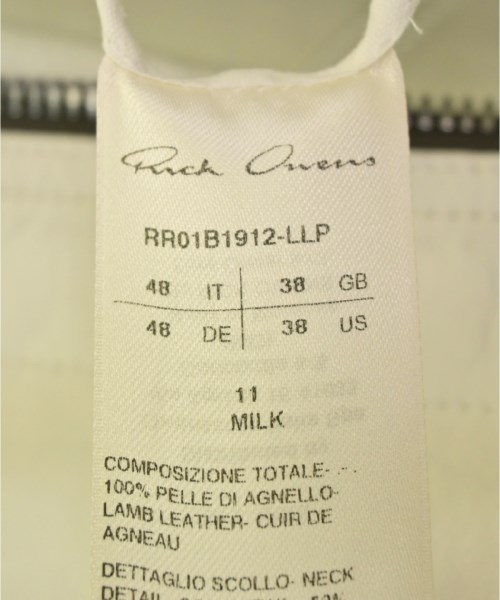 Rick Owens
RR01B1912-LLP
48 IT 38 GB
48 DE 38 US
11
MILK
COMPOSIZIONE TOTALE-
100% PELLE DI AGNELLO-
LAMB LEATHER- CUIR DE
AGNEAU
DETTAGLIO SCOLLO- NECK